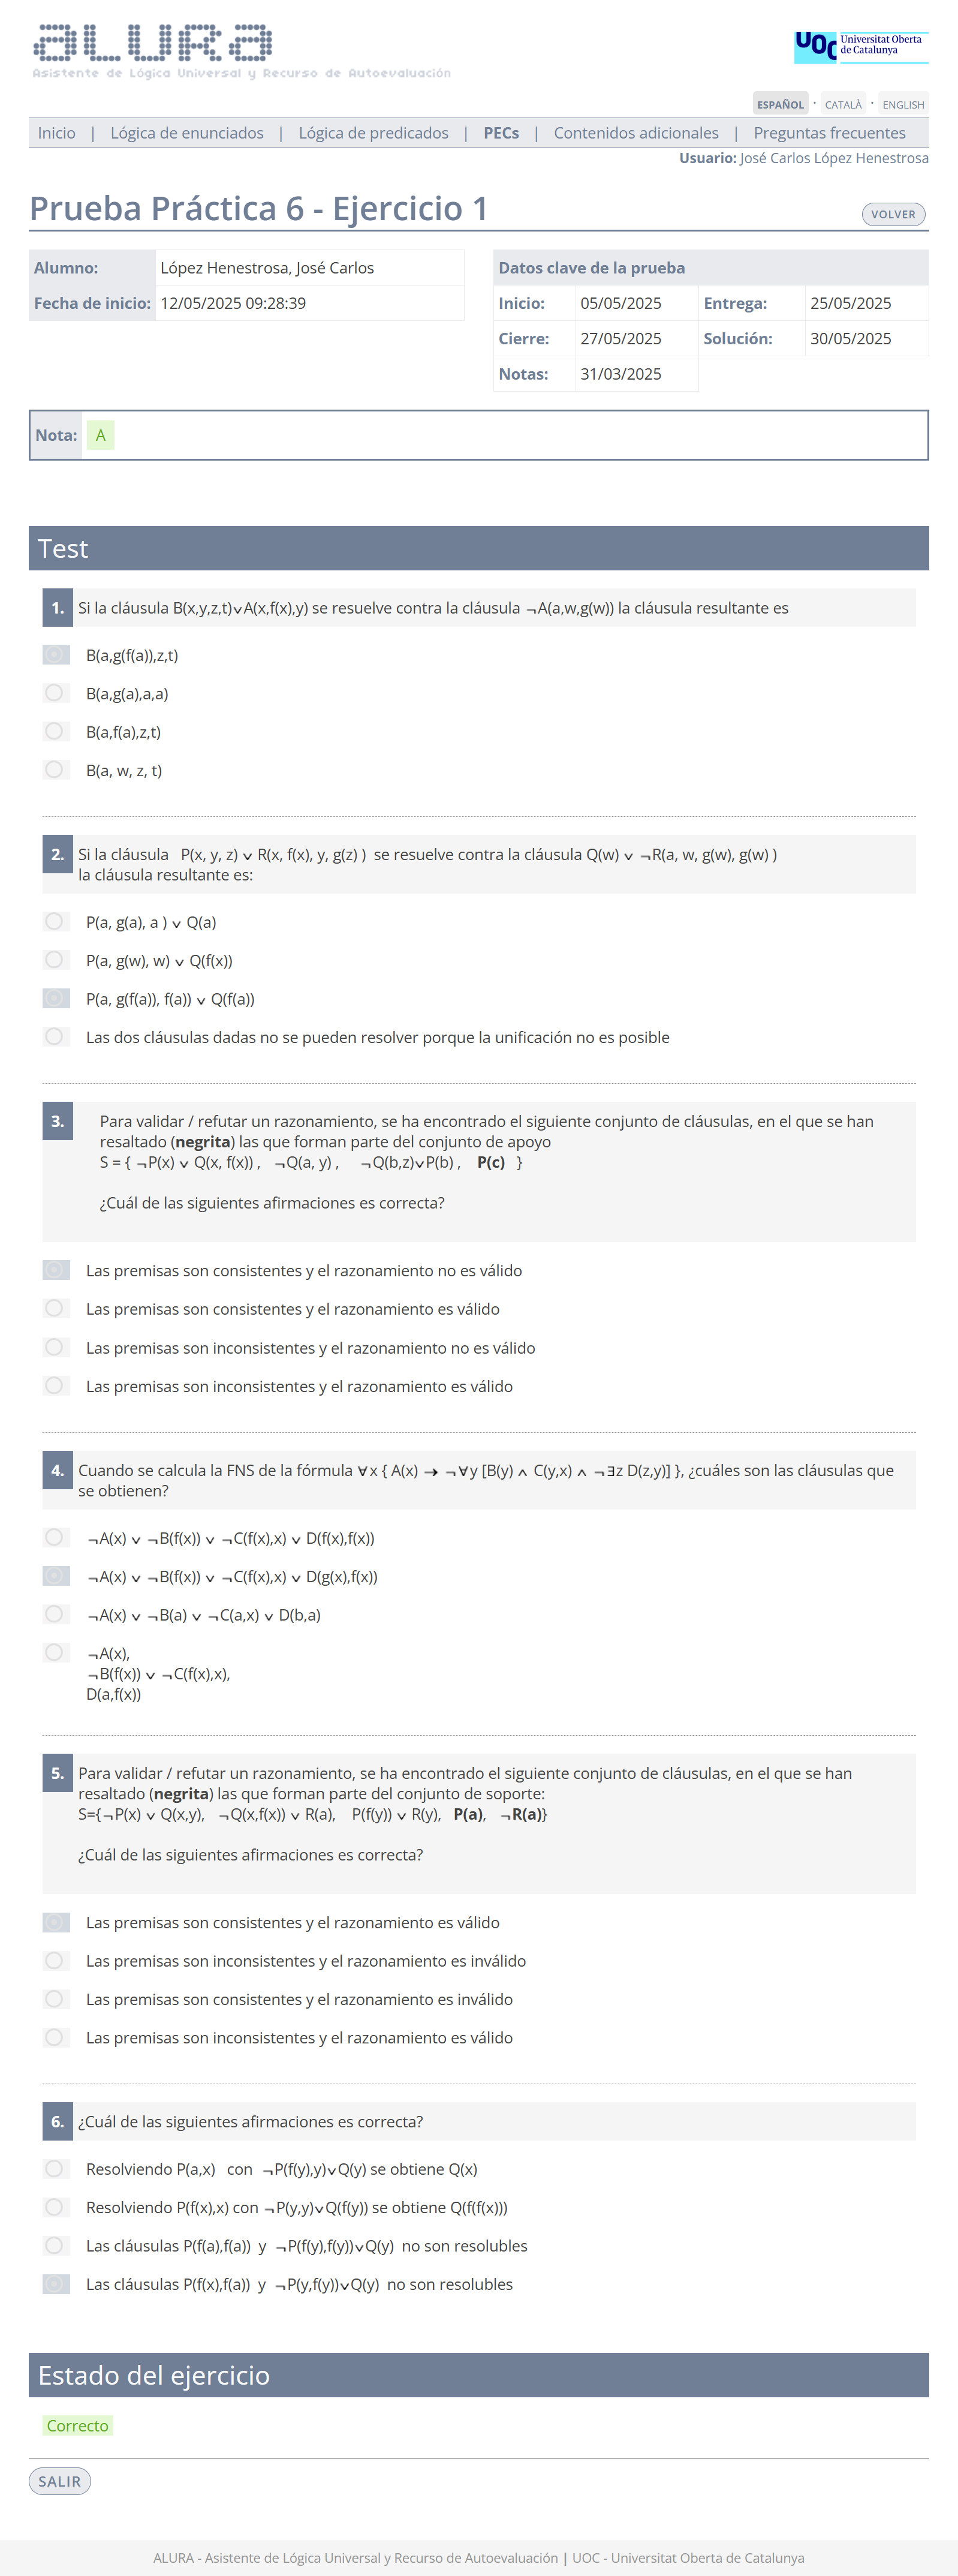 ALURA
Asistente de Lógica Universal y Recurso de Autoevaluación
UOC Universitat Oberta
de Catalunya
ESPAÑOL · CATALÀ · ENGLISH
Inicio | Lógica de enunciados | Lógica de predicados | PECs | Contenidos adicionales | Preguntas frecuentes
Usuario: José Carlos López Henestrosa
Prueba Práctica 6 - Ejercicio 1
VOLVER
Alumno: López Henestrosa, José Carlos
Fecha de inicio: 12/05/2025 09:28:39
Datos clave de la prueba
Inicio: 05/05/2025 Entrega: 25/05/2025
Cierre: 27/05/2025 Solución: 30/05/2025
Notas: 31/03/2025
Nota: A
Test
1. Si la cláusula B(x,y,z,t)∨A(x,f(x),y) se resuelve contra la cláusula ¬A(a,w,g(w)) la cláusula resultante es
B(a,g(f(a)),z,t)
B(a,g(a),a,a)
B(a,f(a),z,t)
B(a, w, z, t)
2. Si la cláusula P(x, y, z) ∨ R(x, f(x), y, g(z) ) se resuelve contra la cláusula Q(w) ∨ ¬R(a, w, g(w), g(w) )
la cláusula resultante es:
P(a, g(a), a ) ∨ Q(a)
P(a, g(w), w) ∨ Q(f(x))
P(a, g(f(a)), f(a)) ∨ Q(f(a))
Las dos cláusulas dadas no se pueden resolver porque la unificación no es posible
3. Para validar / refutar un razonamiento, se ha encontrado el siguiente conjunto de cláusulas, en el que se han
resaltado (negrita) las que forman parte del conjunto de apoyo
S = { ¬P(x) ∨ Q(x, f(x)) , ¬Q(a, y) , ¬Q(b,z)∨P(b) , P(c) }
¿Cuál de las siguientes afirmaciones es correcta?
Las premisas son consistentes y el razonamiento no es válido
Las premisas son consistentes y el razonamiento es válido
Las premisas son inconsistentes y el razonamiento no es válido
Las premisas son inconsistentes y el razonamiento es válido
4. Cuando se calcula la FNS de la fórmula ∀x { A(x) → ¬∀y [B(y) ∧ C(y,x) ∧ ¬∃z D(z,y)] }, ¿cuáles son las cláusulas que
se obtienen?
¬A(x) ∨ ¬B(f(x)) ∨ ¬C(f(x),x) ∨ D(f(x),f(x))
¬A(x) ∨ ¬B(f(x)) ∨ ¬C(f(x),x) ∨ D(g(x),f(x))
¬A(x) ∨ ¬B(a) ∨ ¬C(a,x) ∨ D(b,a)
¬A(x),
¬B(f(x)) ∨ ¬C(f(x),x),
D(a,f(x))
5. Para validar / refutar un razonamiento, se ha encontrado el siguiente conjunto de cláusulas, en el que se han
resaltado (negrita) las que forman parte del conjunto de soporte:
S={¬P(x) ∨ Q(x,y), ¬Q(x,f(x)) ∨ R(a), P(f(y)) ∨ R(y), P(a), ¬R(a)}
¿Cuál de las siguientes afirmaciones es correcta?
Las premisas son consistentes y el razonamiento es válido
Las premisas son inconsistentes y el razonamiento es inválido
Las premisas son consistentes y el razonamiento es inválido
Las premisas son inconsistentes y el razonamiento es válido
6. ¿Cuál de las siguientes afirmaciones es correcta?
Resolviendo P(a,x) con ¬P(f(y),y)∨Q(y) se obtiene Q(x)
Resolviendo P(f(x),x) con ¬P(y,y)∨Q(f(y)) se obtiene Q(f(f(x)))
Las cláusulas P(f(a),f(a)) y ¬P(f(y),f(y))∨Q(y) no son resolubles
Las cláusulas P(f(x),f(a)) y ¬P(y,f(y))∨Q(y) no son resolubles
Estado del ejercicio
Correcto
SALIR
ALURA - Asistente de Lógica Universal y Recurso de Autoevaluación | UOC - Universitat Oberta de Catalunya